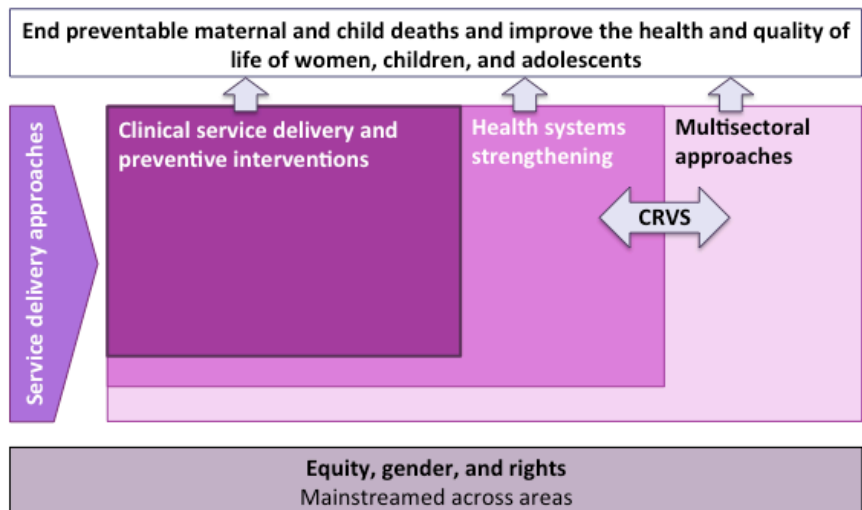 End preventable maternal and child deaths and improve the health and quality of
life of women, children, and adolescents
Service delivery approaches
Clinical service delivery and
preventive interventions
Health systems
strengthening
Multisectoral
approaches
CRVS
Equity, gender, and rights
Mainstreamed across areas